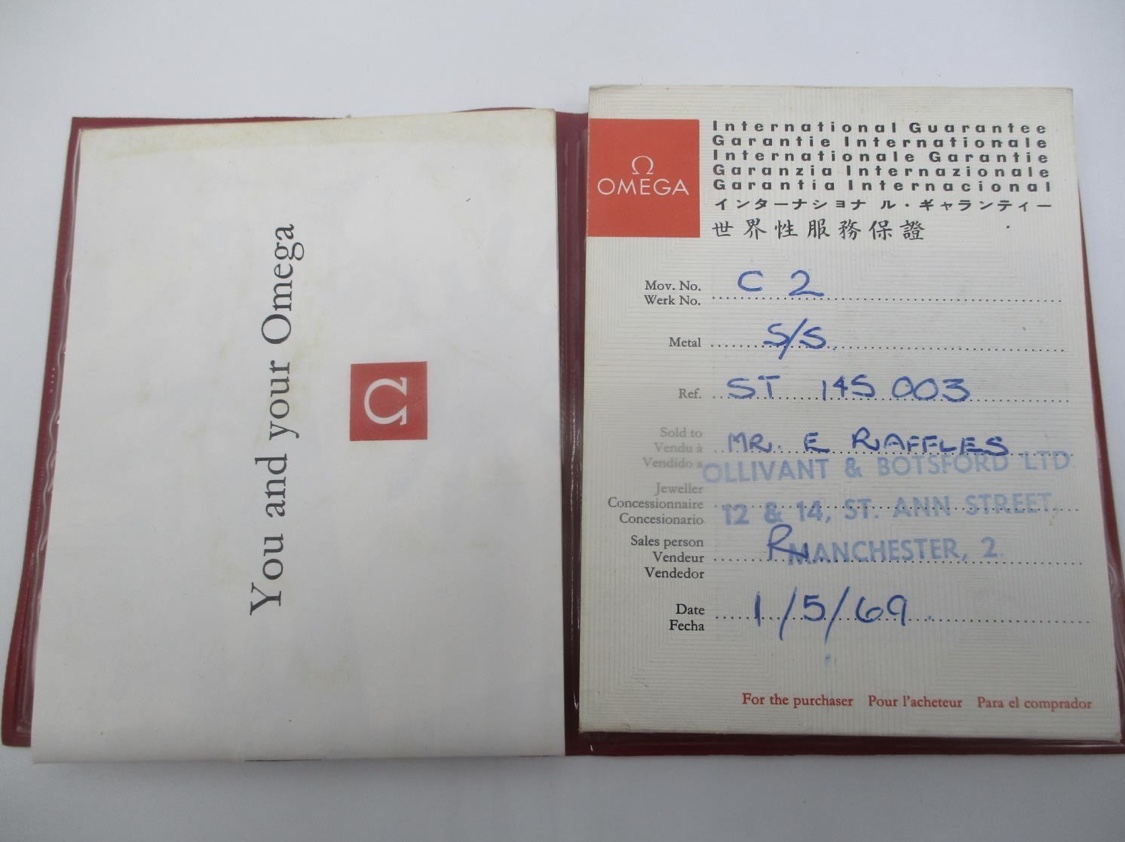 You and your Omega
Ω
Ω
OMEGA
International Guarantee
Garantie Internationale
Internationale Garantie
Garanzia Internazionale
Garantia Internacional
インターナショナル・ギャランティー
世界性服務保證
Mov. No. C 2
Werk No.
Metal S/S
Ref. ST 145 003
Sold to
Vendu à MR. E RAFFLES
Vendido a OLLIVANT & BOTSFORD LTD
Jeweller
Concessionnaire 12 & 14, ST. ANN STREET,
Concesionario
Sales person
Vendeur MANCHESTER, 2.
Vendedor
Date 1/5/69
Fecha
For the purchaser Pour l'acheteur Para el comprador